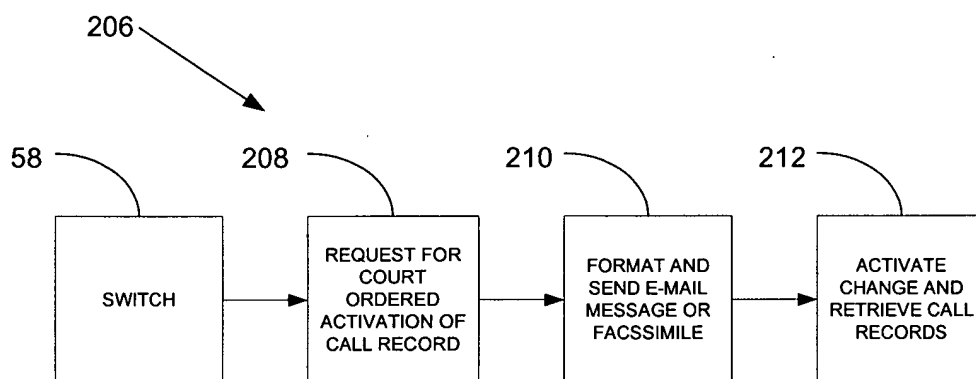 206
58
208
210
212
SWITCH
REQUEST FOR
COURT
ORDERED
ACTIVATION OF
CALL RECORD
FORMAT AND
SEND E-MAIL
MESSAGE OR
FACSSIMILE
ACTIVATE
CHANGE AND
RETRIEVE CALL
RECORDS